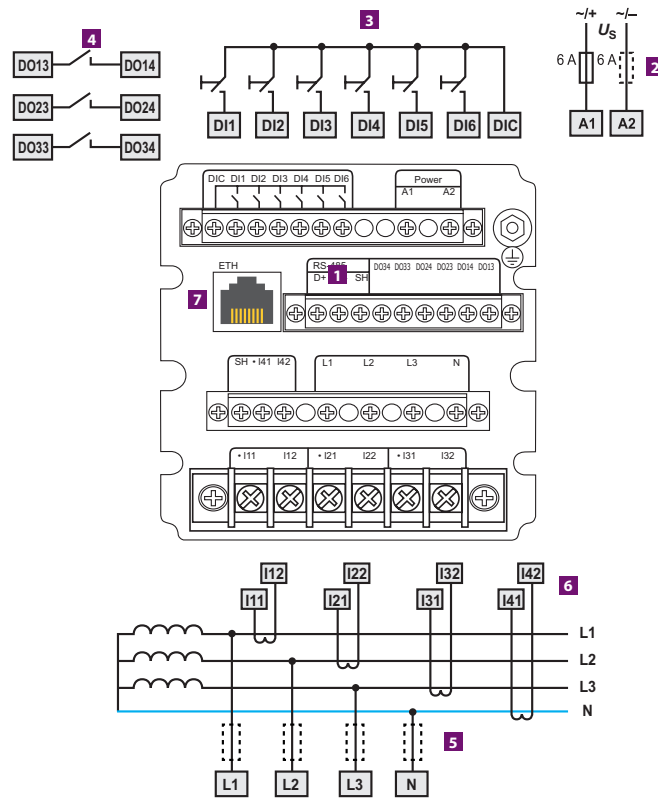 3
~/+ ~/–
US
6 A 6 A
2
A1 A2
4
DO13 DO14
DO23 DO24
DO33 DO34
DI1 DI2 DI3 DI4 DI5 DI6 DIC
DIC DI1 DI2 DI3 DI4 DI5 DI6
Power
A1 A2
ETH
7
RS-485
D+ 1 SH
DO34 DO33 DO24 DO23 DO14 DO13
SH • I41 I42
L1 L2 L3 N
• I11 I12 • I21 I22 • I31 I32
I12 I22 I32 I42
6
I11 I21 I31 I41
L1
L2
L3
N
5
L1 L2 L3 N